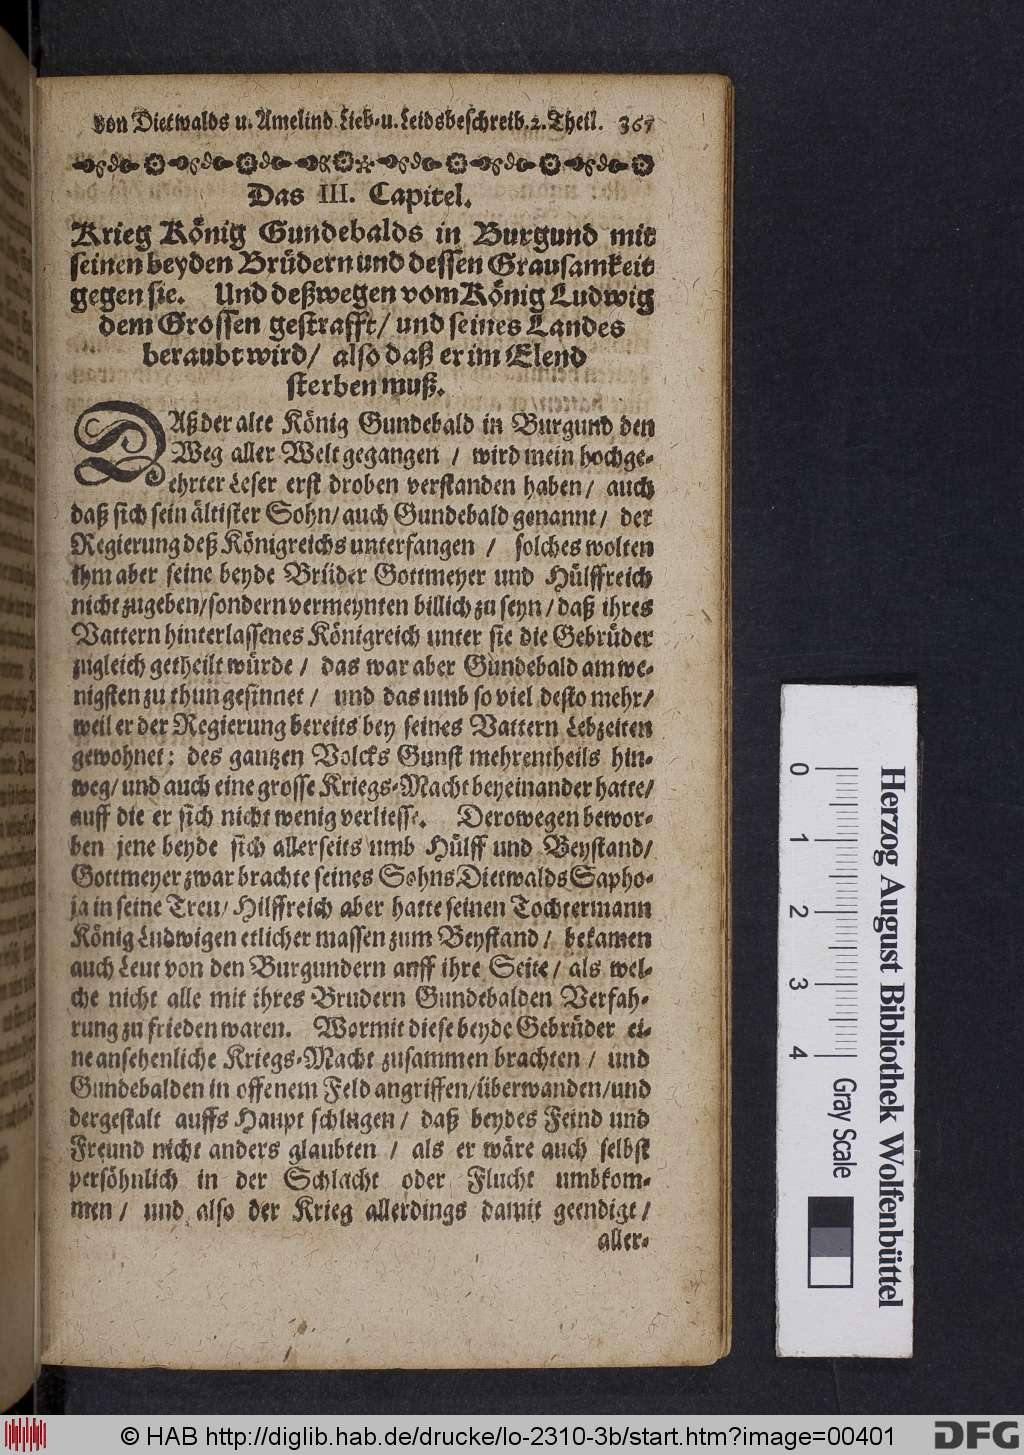 von Dietwalds u. Amelind Lieb-u. Leidsbeschreib. 2. Theil. 367
Das III. Capitel.
Krieg König Gundebalds in Burgund mit
seinen beyden Brüdern und dessen Grausamkeit
gegen sie. Und deßwegen vom König Ludwig
dem Grossen gestrafft / und seines Landes
beraubt wird / also daß er im Elend
sterben muß.
DAß der alte König Gundebald in Burgund den
Weg aller Welt gegangen / wird mein hochge-
ehrter Leser erst droben verstanden haben / auch
daß sich sein ältister Sohn / auch Gundebald genannt / der
Regierung deß Königreichs unterfangen / solches wolten
ihm aber seine beyde Brüder Gottmeyer und Hülffreich
nicht zugeben / sondern vermeynten billich zu seyn / daß ihres
Vattern hinterlassenes Königreich unter sie die Gebrüder
zugleich getheilt würde / das war aber Gundebald am we-
nigsten zu thun gesinnet / und das umb so viel desto mehr /
weil er der Regierung bereits bey seines Vattern Lebzeiten
gewohnet; des gantzen Volcks Gunst mehrentheils hin-
weg / und auch eine grosse Kriegs-Macht beyeinander hatte /
auff die er sich nicht wenig verliesse. Derowegen bewor-
ben jene beyde sich allerseits umb Hülff und Beystand /
Gottmeyer zwar brachte seines Sohns Dietwalds Sapho-
ja in seine Treu / Hilffreich aber hatte seinen Tochtermann
König Ludwigen etlicher massen zum Beystand / bekamen
auch Leut von den Burgundern auff ihre Seite / als wel-
che nicht alle mit ihres Brudern Gundebalden Verfah-
rung zu frieden waren. Wormit diese beyde Gebrüder ei-
ne ansehenliche Kriegs-Macht zusammen brachten / und
Gundebalden in offenem Feld angriffen / überwanden / und
dergestalt auffs Haupt schlugen / daß beydes Feind und
Freund nicht anders glaubten / als er wäre auch selbst
persöhnlich in der Schlacht oder Flucht umbkom-
men / und also der Krieg allerdings damit geendigt /
aller-
0 1 2 3 4
Gray Scale
Herzog August Bibliothek Wolfenbüttel
© HAB http://diglib.hab.de/drucke/lo-2310-3b/start.htm?image=00401
DFG